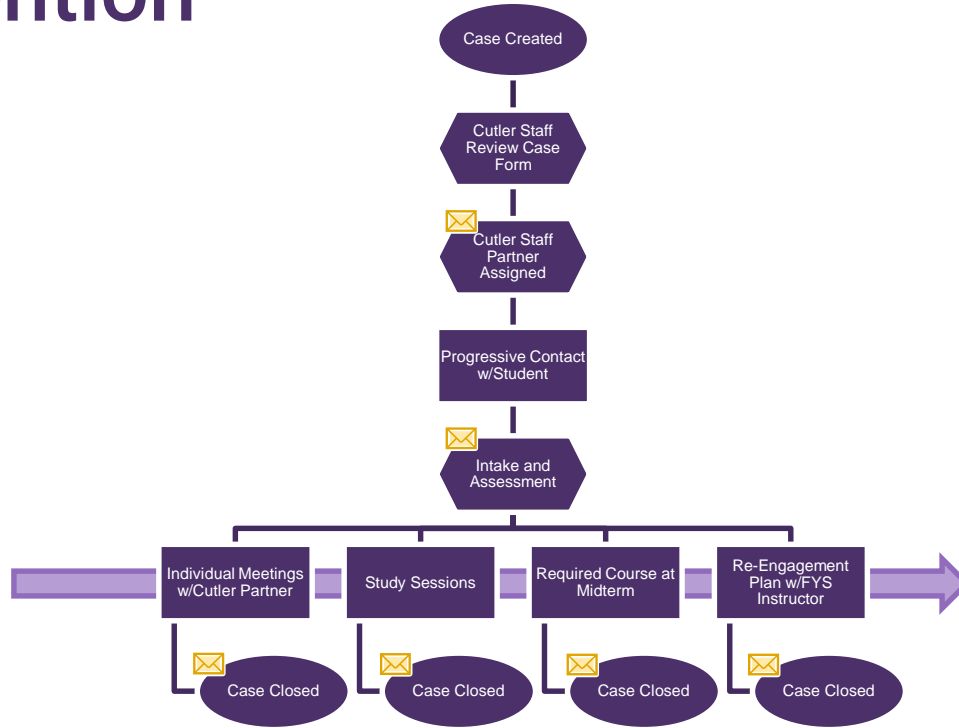 Case Created
Cutler Staff
Review Case
Form
Cutler Staff
Partner
Assigned
Progressive Contact
w/Student
Intake and
Assessment
Individual Meetings
w/Cutler Partner
Study Sessions
Required Course at
Midterm
Re-Engagement
Plan w/FYS
Instructor
Case Closed
Case Closed
Case Closed
Case Closed